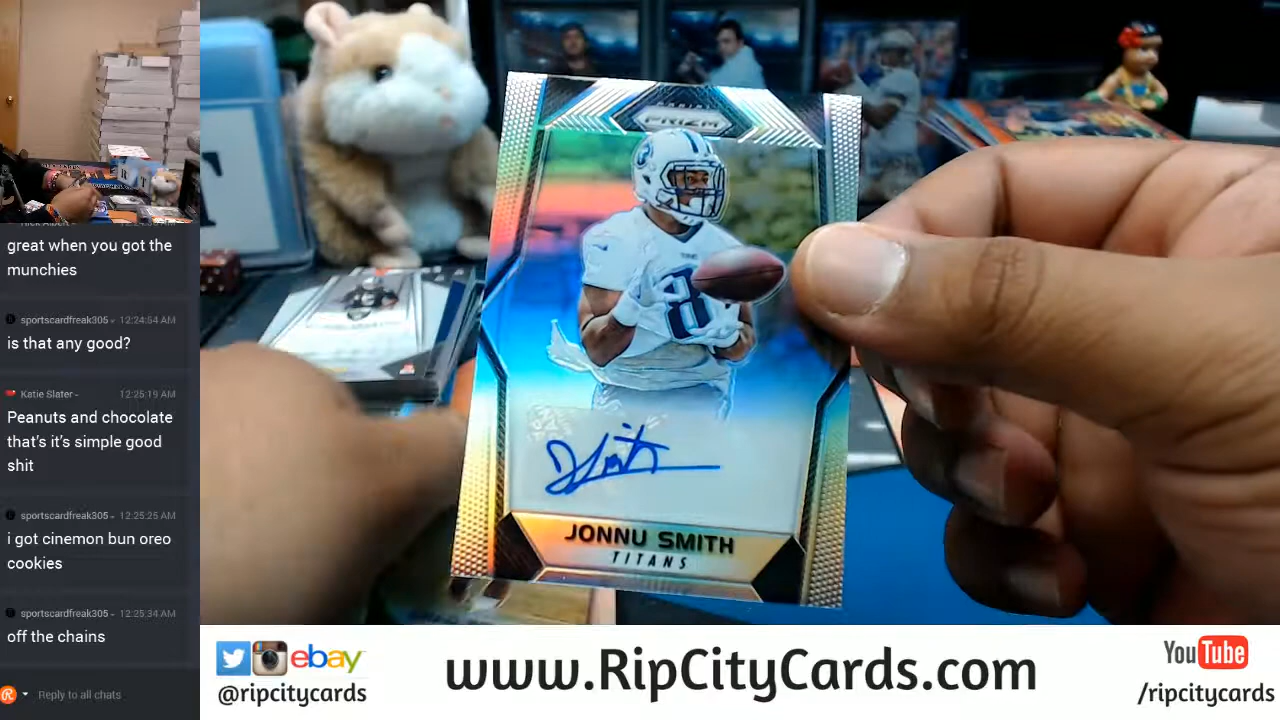 great when you got the
munchies
sportscardfreak305 - 12:24:54 AM
is that any good?
Katie Slater - 12:25:19 AM
Peanuts and chocolate
that's it's simple good
shit
sportscardfreak305 - 12:25:25 AM
i got cinemon bun oreo
cookies
sportscardfreak305 - 12:25:34 AM
off the chains
Reply to all chats
PANINI
PRIZM
8
JONNU SMITH
TITANS
ebay
@ripcitycards
www.RipCityCards.com
YouTube
/ripcitycards